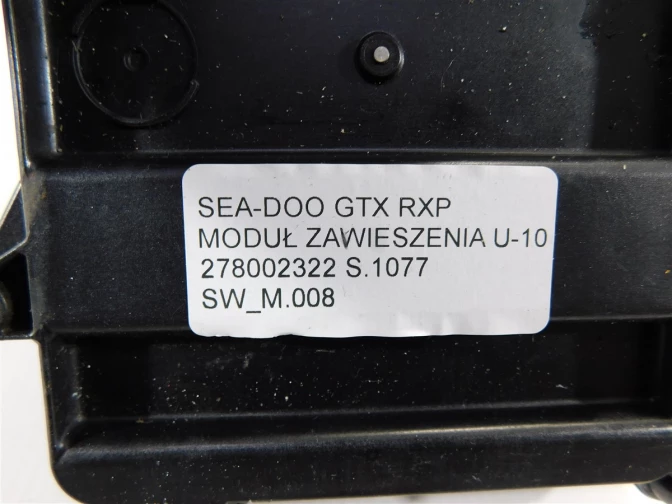 SEA-DOO GTX RXP
MODUŁ ZAWIESZENIA U-10
278002322 S.1077
SW_M.008